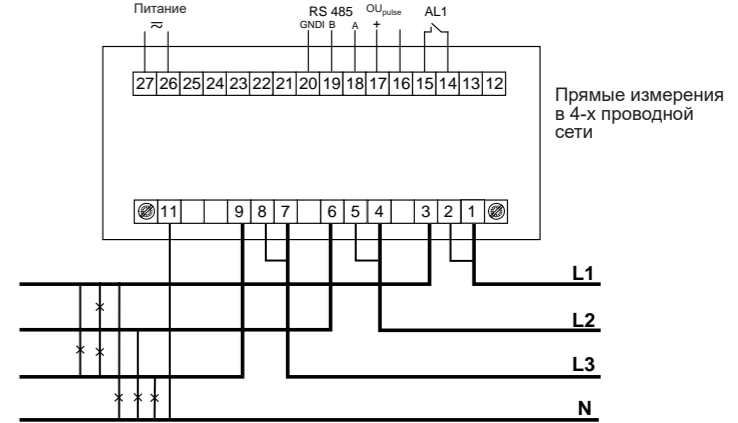 Питание
RS 485
OUpulse
AL1
GNDI B A +
27 26 25 24 23 22 21 20 19 18 17 16 15 14 13 12
Прямые измерения
в 4-х проводной
сети
11 9 8 7 6 5 4 3 2 1
L1
L2
L3
N